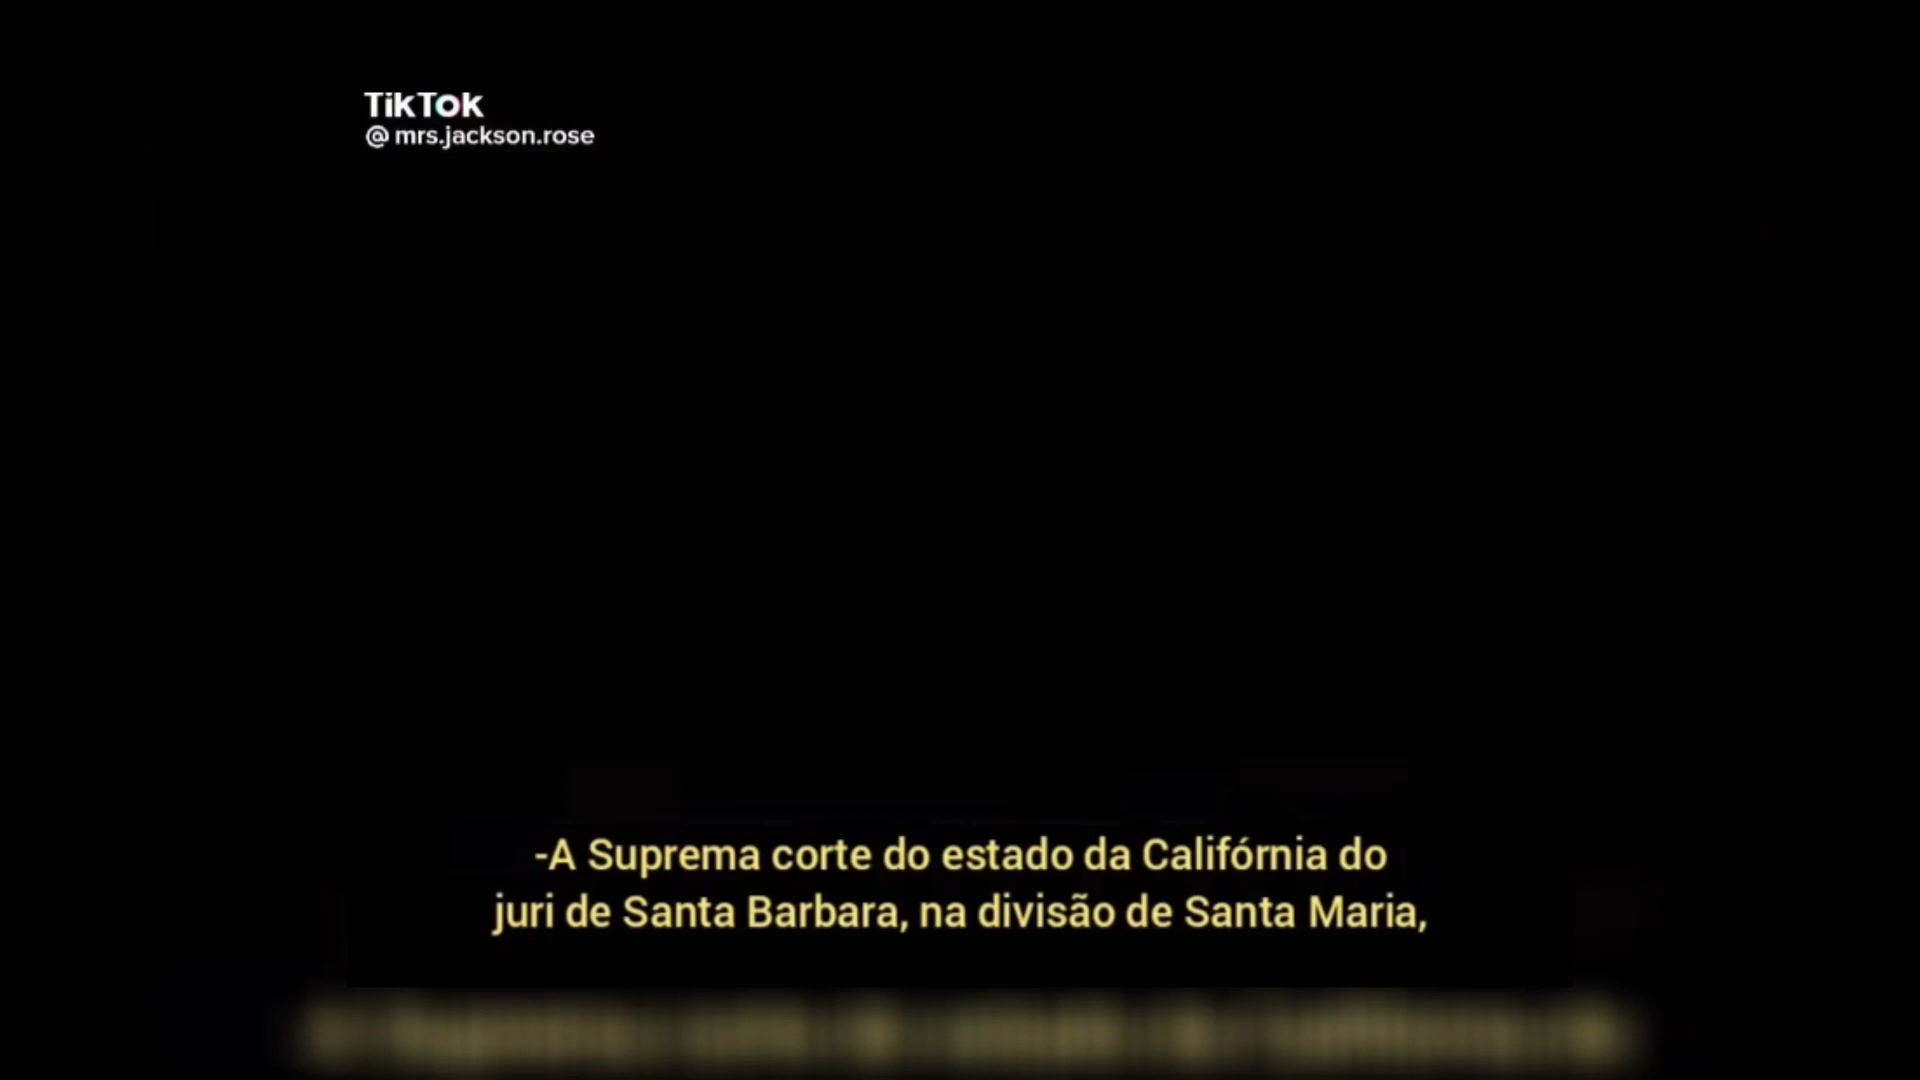 TikTok
@mrs.jackson.rose
-A Suprema corte do estado da Califórnia do
juri de Santa Barbara, na divisão de Santa Maria,